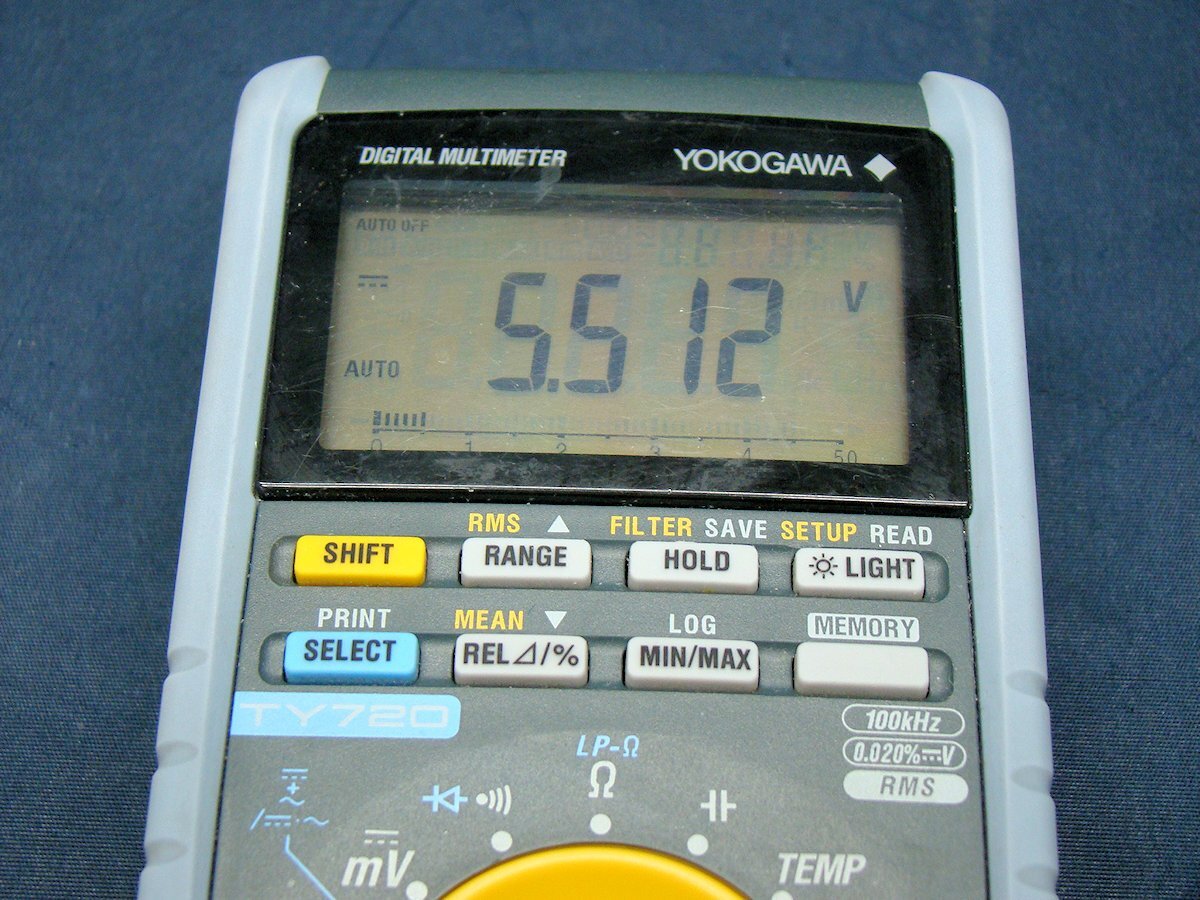 DIGITAL MULTIMETER YOKOGAWA
AUTO OFF
5.512 V
AUTO
0 1 2 3 4 50
RMS ▲ FILTER SAVE SETUP READ
SHIFT RANGE HOLD LIGHT
PRINT MEAN ▼ LOG MEMORY
SELECT REL⊿/% MIN/MAX
TY720
100kHz
0.020% ⎓V
RMS
LP-Ω
Ω
mV
TEMP